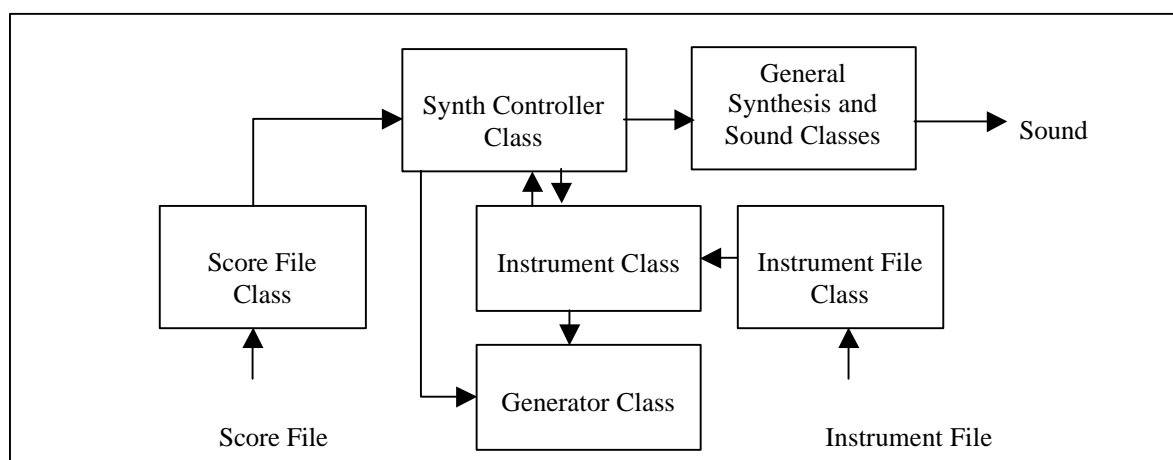 Synth Controller
Class
General
Synthesis and
Sound Classes
Sound
Score File
Class
Instrument Class
Instrument File
Class
Generator Class
Score File
Instrument File